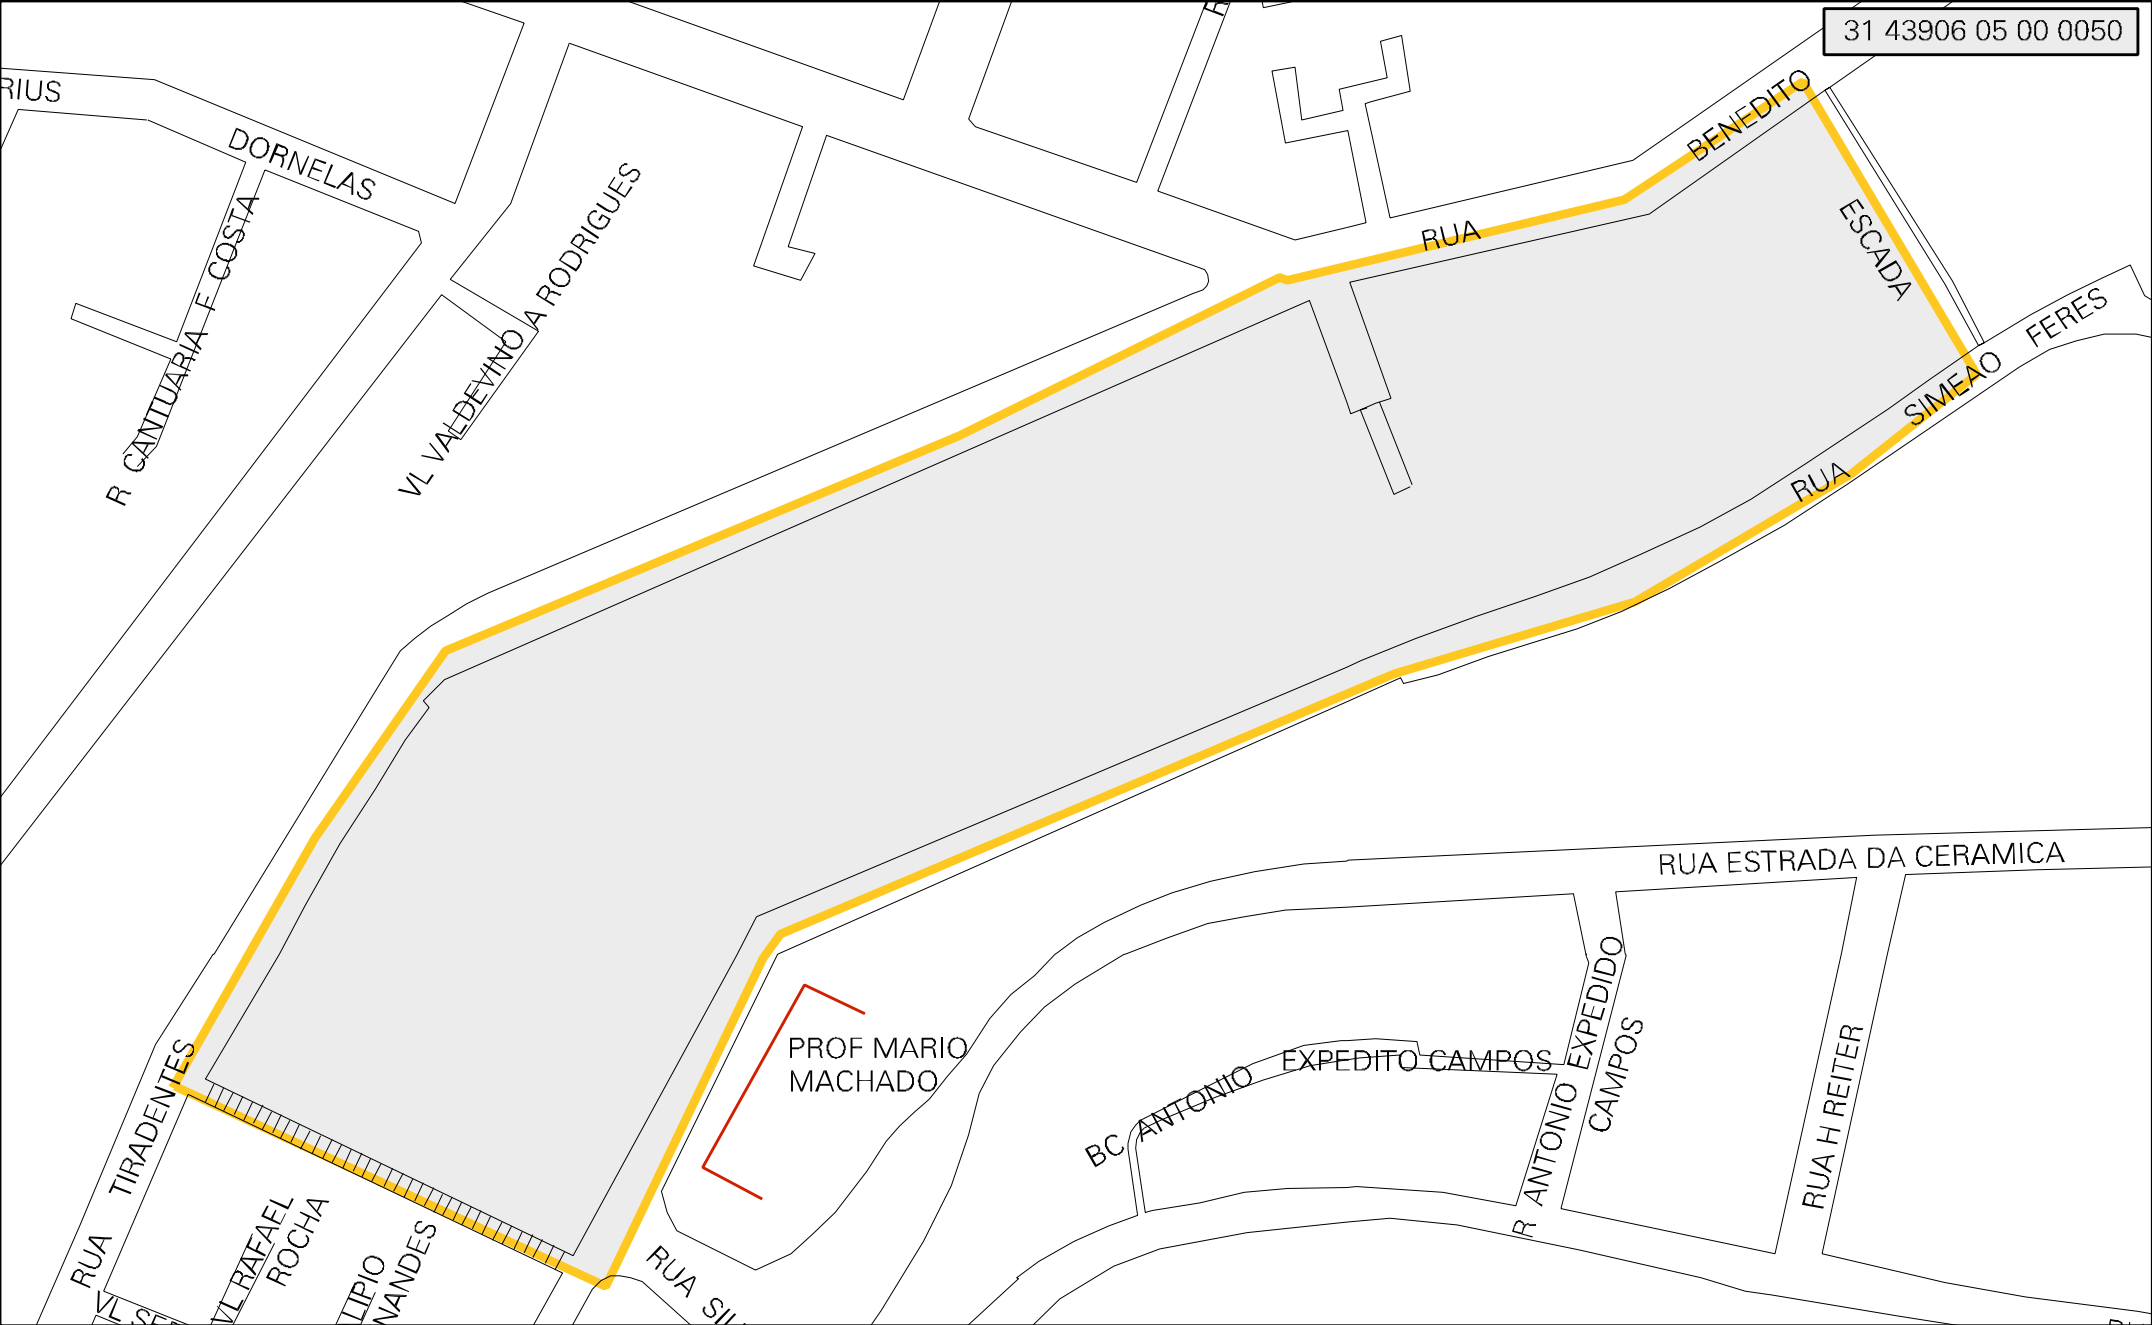 31 43906 05 00 0050
RIUS
DORNELAS
R CANTUARIA F COSTA
VL VALDEVINO A RODRIGUES
RUA
BENEDITO
ESCADA
RUA
SIMEAO
FERES
RUA ESTRADA DA CERAMICA
PROF MARIO
MACHADO
BC ANTONIO
EXPEDITO CAMPOS
R ANTONIO EXPEDIDO
CAMPOS
RUA H REITER
RUA
TIRADENTES
VL RAFAEL
ROCHA
LIPIO
NANDES
RUA